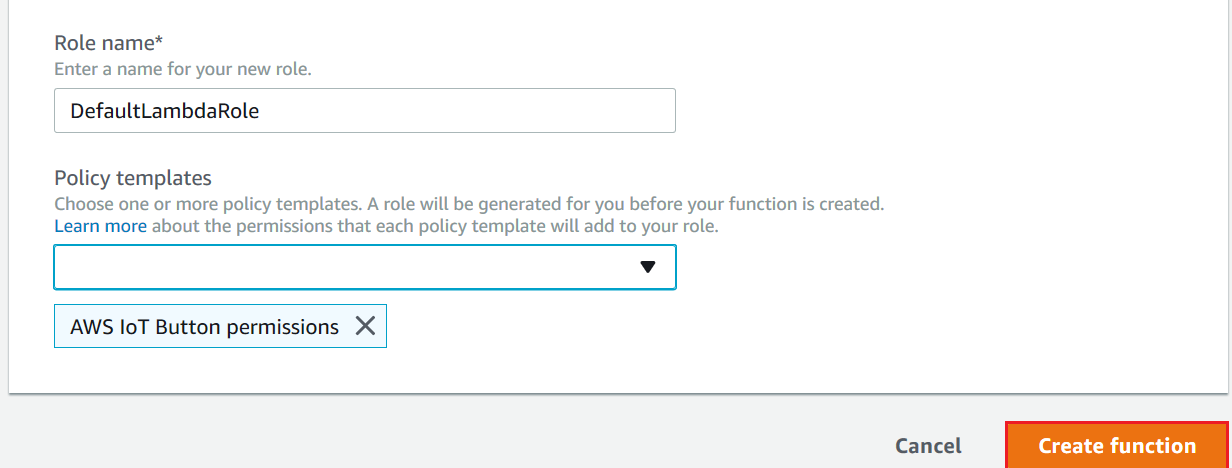 Role name*
Enter a name for your new role.
DefaultLambdaRole
Policy templates
Choose one or more policy templates. A role will be generated for you before your function is created.
Learn more about the permissions that each policy template will add to your role.
AWS IoT Button permissions
Cancel
Create function